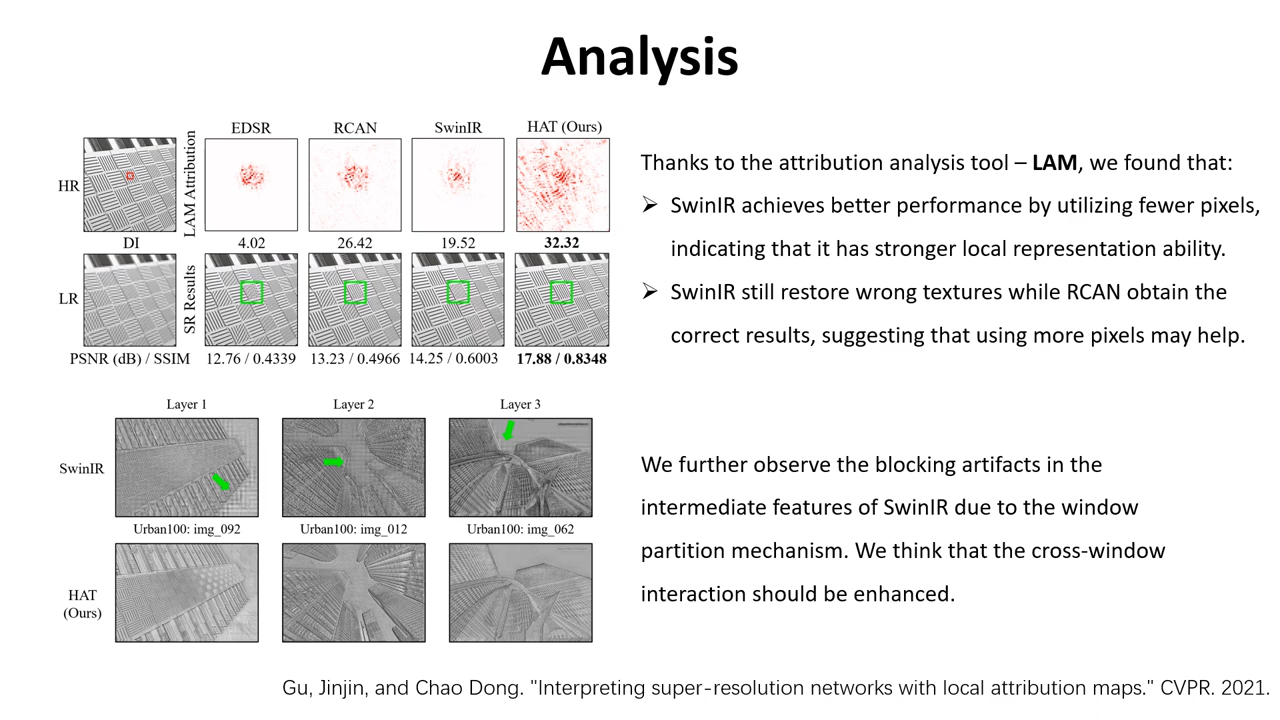 Analysis
EDSR RCAN SwinIR HAT (Ours)
HR
LAM Attribution
DI 4.02 26.42 19.52 32.32
LR
SR Results
PSNR (dB) / SSIM 12.76 / 0.4339 13.23 / 0.4966 14.25 / 0.6003 17.88 / 0.8348
Thanks to the attribution analysis tool – LAM, we found that:
➢ SwinIR achieves better performance by utilizing fewer pixels,
indicating that it has stronger local representation ability.
➢ SwinIR still restore wrong textures while RCAN obtain the
correct results, suggesting that using more pixels may help.
Layer 1 Layer 2 Layer 3
SwinIR
Urban100: img_092 Urban100: img_012 Urban100: img_062
HAT
(Ours)
We further observe the blocking artifacts in the
intermediate features of SwinIR due to the window
partition mechanism. We think that the cross-window
interaction should be enhanced.
Gu, Jinjin, and Chao Dong. "Interpreting super-resolution networks with local attribution maps." CVPR. 2021.